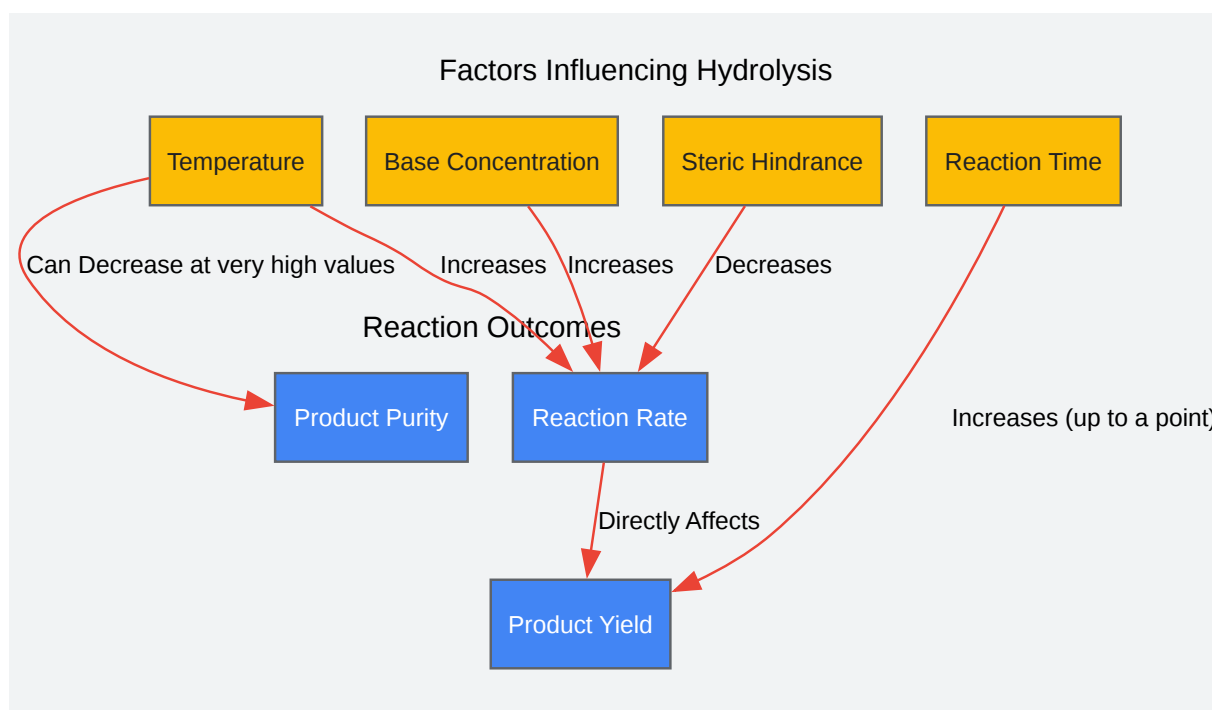 Factors Influencing Hydrolysis
Temperature
Base Concentration
Steric Hindrance
Reaction Time
Can Decrease at very high values
Increases
Increases
Decreases
Reaction Outcomes
Product Purity
Reaction Rate
Increases (up to a point)
Directly Affects
Product Yield